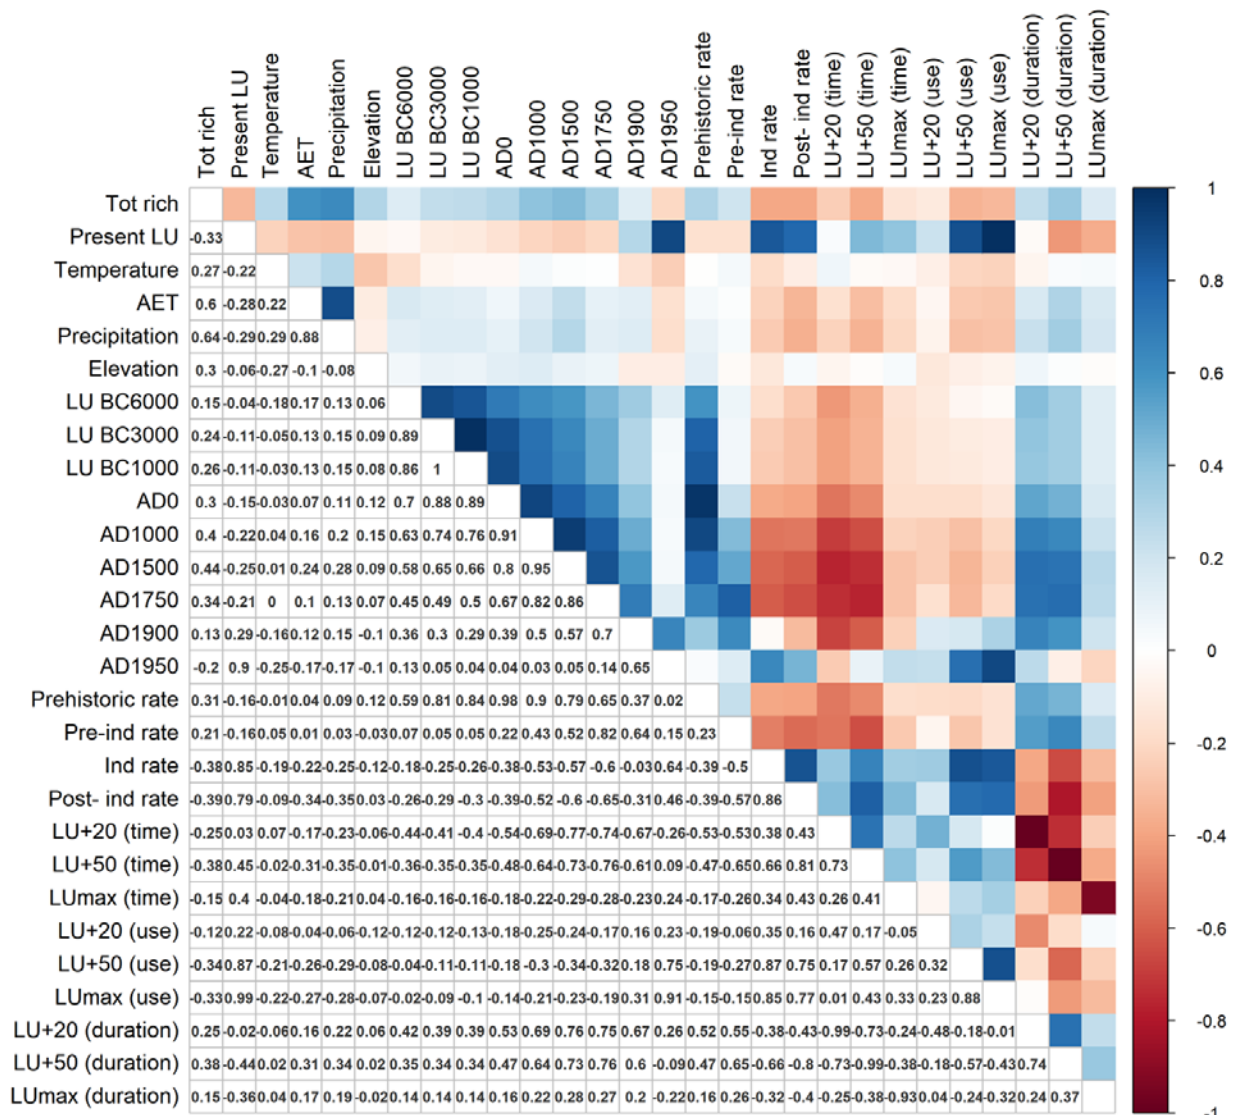 Tot rich Present LU Temperature AET Precipitation Elevation LU BC6000 LU BC3000 LU BC1000 AD0 AD1000 AD1500 AD1750 AD1900 AD1950 Prehistoric rate Pre-ind rate Ind rate Post- ind rate LU+20 (time) LU+50 (time) LUmax (time) LU+20 (use) LU+50 (use) LUmax (use) LU+20 (duration) LU+50 (duration) LUmax (duration)
Tot rich
Present LU -0.33
Temperature 0.27 -0.22
AET 0.6 -0.28 0.22
Precipitation 0.64 -0.29 0.29 0.88
Elevation 0.3 -0.06 -0.27 -0.1 -0.08
LU BC6000 0.15 -0.04 -0.18 0.17 0.13 0.06
LU BC3000 0.24 -0.11 -0.05 0.13 0.15 0.09 0.89
LU BC1000 0.26 -0.11 -0.03 0.13 0.15 0.08 0.86 1
AD0 0.3 -0.15 -0.03 0.07 0.11 0.12 0.7 0.88 0.89
AD1000 0.4 -0.22 0.04 0.16 0.2 0.15 0.63 0.74 0.76 0.91
AD1500 0.44 -0.25 0.01 0.24 0.28 0.09 0.58 0.65 0.66 0.8 0.95
AD1750 0.34 -0.21 0 0.1 0.13 0.07 0.45 0.49 0.5 0.67 0.82 0.86
AD1900 0.13 0.29 -0.16 0.12 0.15 -0.1 0.36 0.3 0.29 0.39 0.5 0.57 0.7
AD1950 -0.2 0.9 -0.25 -0.17 -0.17 -0.1 0.13 0.05 0.04 0.04 0.03 0.05 0.14 0.65
Prehistoric rate 0.31 -0.16 -0.01 0.04 0.09 0.12 0.59 0.81 0.84 0.98 0.9 0.79 0.65 0.37 0.02
Pre-ind rate 0.21 -0.16 0.05 0.01 0.03 -0.03 0.07 0.05 0.05 0.22 0.43 0.52 0.82 0.64 0.15 0.23
Ind rate -0.38 0.85 -0.19 -0.22 -0.25 -0.12 -0.18 -0.25 -0.26 -0.38 -0.53 -0.57 -0.6 -0.03 0.64 -0.39 -0.5
Post- ind rate -0.39 0.79 -0.09 -0.34 -0.35 0.03 -0.26 -0.29 -0.3 -0.39 -0.52 -0.6 -0.65 -0.31 0.46 -0.39 -0.57 0.86
LU+20 (time) -0.25 0.03 0.07 -0.17 -0.23 -0.06 -0.44 -0.41 -0.4 -0.54 -0.69 -0.77 -0.74 -0.67 -0.26 -0.53 -0.53 0.38 0.43
LU+50 (time) -0.38 0.45 -0.02 -0.31 -0.35 -0.01 -0.36 -0.35 -0.35 -0.48 -0.64 -0.73 -0.76 -0.61 0.09 -0.47 -0.65 0.66 0.81 0.73
LUmax (time) -0.15 0.4 -0.04 -0.18 -0.21 0.04 -0.16 -0.16 -0.16 -0.18 -0.22 -0.29 -0.28 -0.23 0.24 -0.17 -0.26 0.34 0.43 0.26 0.41
LU+20 (use) -0.12 0.22 -0.08 -0.04 -0.06 -0.12 -0.12 -0.12 -0.13 -0.18 -0.25 -0.24 -0.17 0.16 0.23 -0.19 -0.06 0.35 0.16 0.47 0.17 -0.05
LU+50 (use) -0.34 0.87 -0.21 -0.26 -0.29 -0.08 -0.04 -0.11 -0.11 -0.18 -0.3 -0.34 -0.32 0.18 0.75 -0.19 -0.27 0.87 0.75 0.17 0.57 0.26 0.32
LUmax (use) -0.33 0.99 -0.22 -0.27 -0.28 -0.07 -0.02 -0.09 -0.1 -0.14 -0.21 -0.23 -0.19 0.31 0.91 -0.15 -0.15 0.85 0.77 0.01 0.43 0.33 0.23 0.88
LU+20 (duration) 0.25 -0.02 -0.06 0.16 0.22 0.06 0.42 0.39 0.39 0.53 0.69 0.76 0.75 0.67 0.26 0.52 0.55 -0.38 -0.43 -0.99 -0.73 -0.24 -0.48 -0.18 -0.01
LU+50 (duration) 0.38 -0.44 0.02 0.31 0.34 0.02 0.35 0.34 0.34 0.47 0.64 0.73 0.76 0.6 -0.09 0.47 0.65 -0.66 -0.8 -0.73 -0.99 -0.38 -0.18 -0.57 -0.43 0.74
LUmax (duration) 0.15 -0.36 0.04 0.17 0.19 -0.02 0.14 0.14 0.14 0.16 0.22 0.28 0.27 0.2 -0.22 0.16 0.26 -0.32 -0.4 -0.25 -0.38 -0.93 0.04 -0.24 -0.32 0.24 0.37
1
0.8
0.6
0.4
0.2
0
-0.2
-0.4
-0.6
-0.8
-1